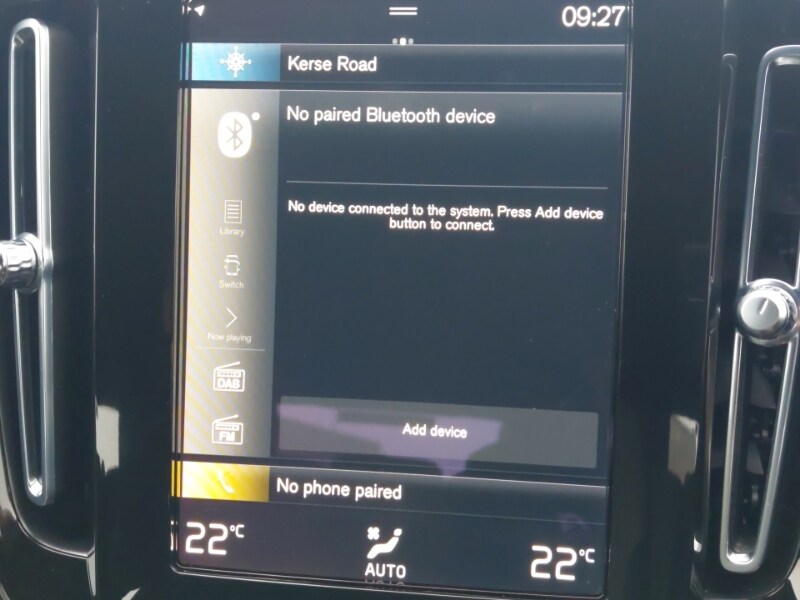 09:27
Kerse Road
No paired Bluetooth device
No device connected to the system. Press Add device
button to connect.
Library
Switch
Now playing
DAB
FM
Add device
No phone paired
22°C
AUTO
22°C